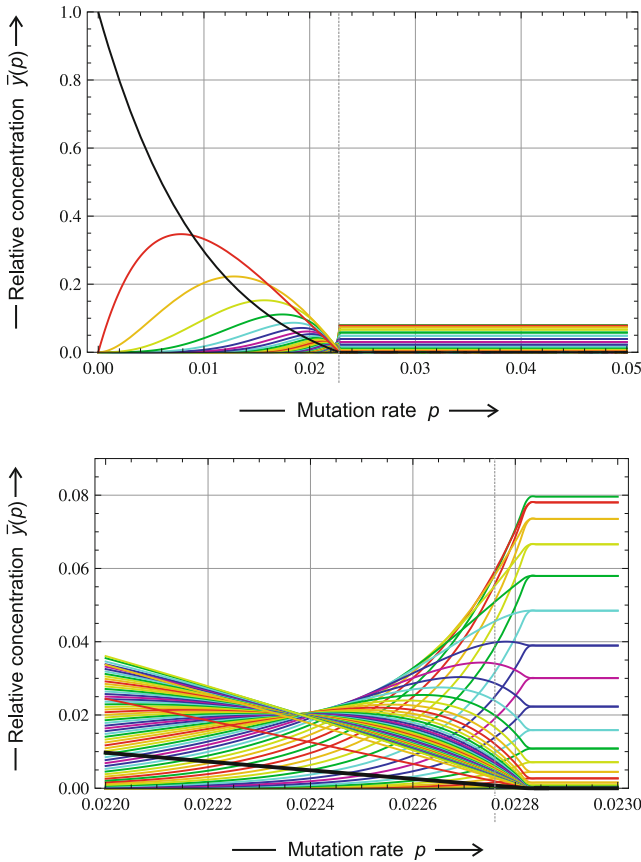 1.0
0.8
0.6
0.4
0.2
0.0
Relative concentration ȳ(p)
0.00 0.01 0.02 0.03 0.04 0.05
Mutation rate p
0.08
0.06
0.04
0.02
0.00
Relative concentration ȳ(p)
0.0220 0.0222 0.0224 0.0226 0.0228 0.0230
Mutation rate p